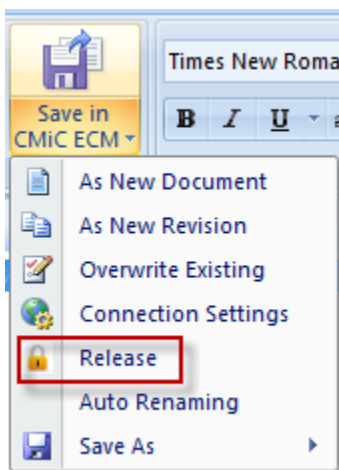 Times New Roma
Save in
CMiC ECM
B I U
As New Document
As New Revision
Overwrite Existing
Connection Settings
Release
Auto Renaming
Save As